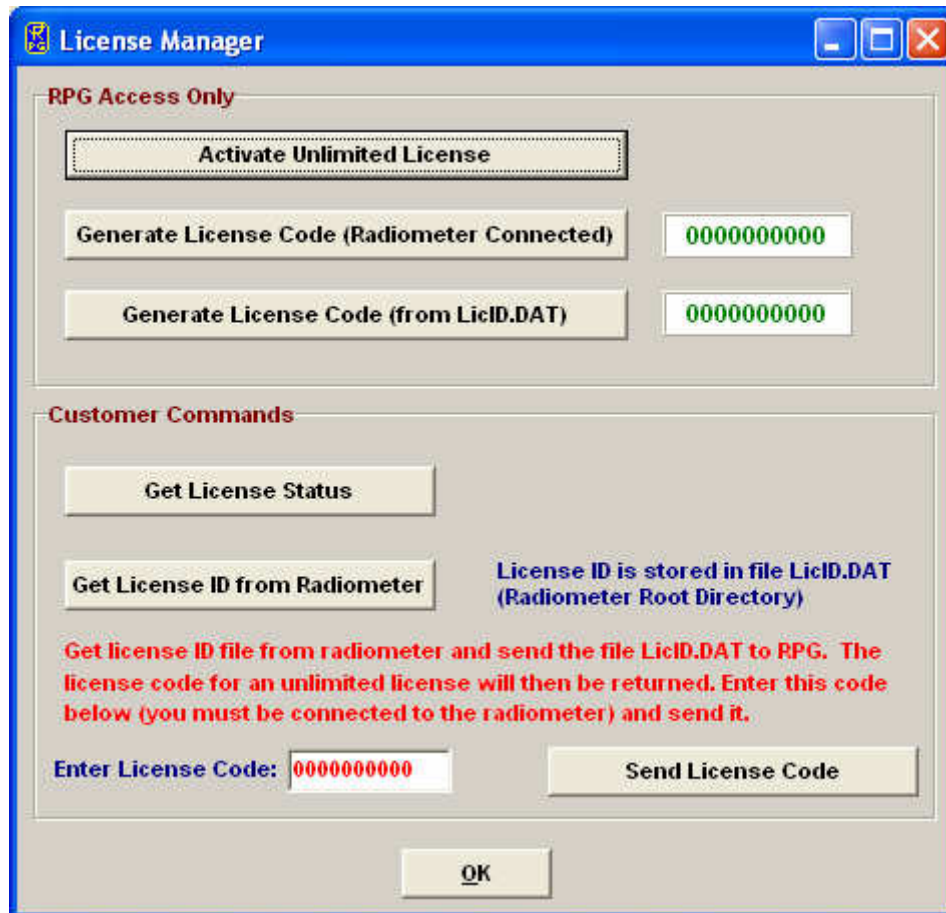 License Manager
RPG Access Only
Activate Unlimited License
Generate License Code (Radiometer Connected)
0000000000
Generate License Code (from LicID.DAT)
0000000000
Customer Commands
Get License Status
Get License ID from Radiometer
License ID is stored in file LicID.DAT
(Radiometer Root Directory)
Get license ID file from radiometer and send the file LicID.DAT to RPG. The
license code for an unlimited license will then be returned. Enter this code
below (you must be connected to the radiometer) and send it.
Enter License Code: 0000000000
Send License Code
OK